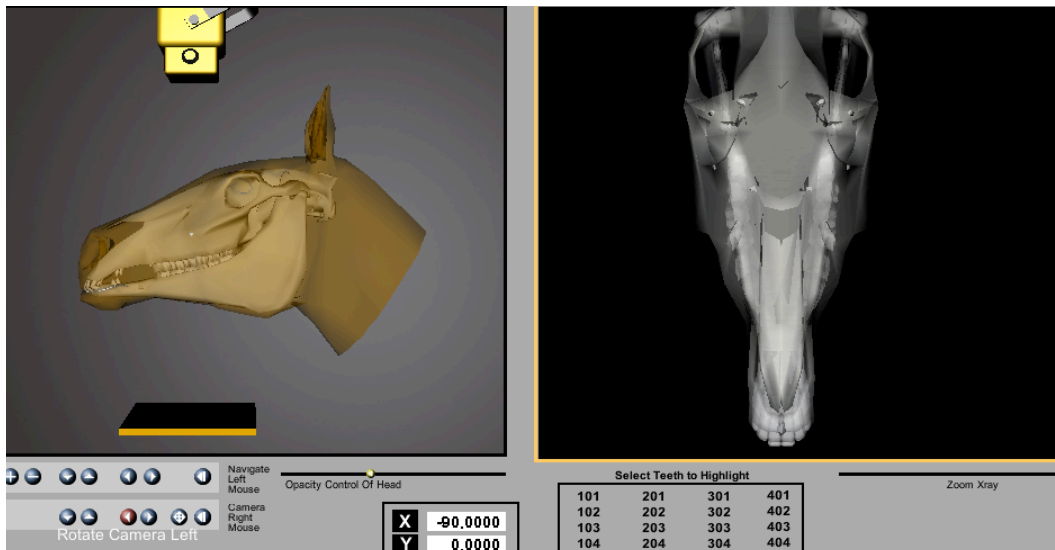 Navigate
Left
Mouse
Opacity Control Of Head
Camera
Right
Mouse
Rotate Camera Left
X -90.0000
Y 0.0000
Select Teeth to Highlight
101 201 301 401
102 202 302 402
103 203 303 403
104 204 304 404
Zoom Xray